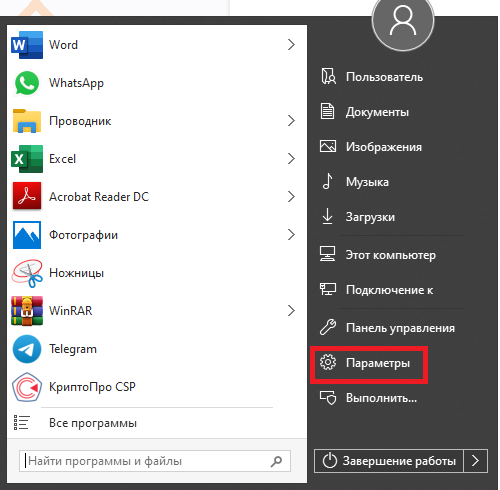 Word
WhatsApp
Проводник
Excel
Acrobat Reader DC
Фотографии
Ножницы
WinRAR
Telegram
КриптоПро CSP
Все программы
Найти программы и файлы
Пользователь
Документы
Изображения
Музыка
Загрузки
Этот компьютер
Подключение к
Панель управления
Параметры
Выполнить...
Завершение работы